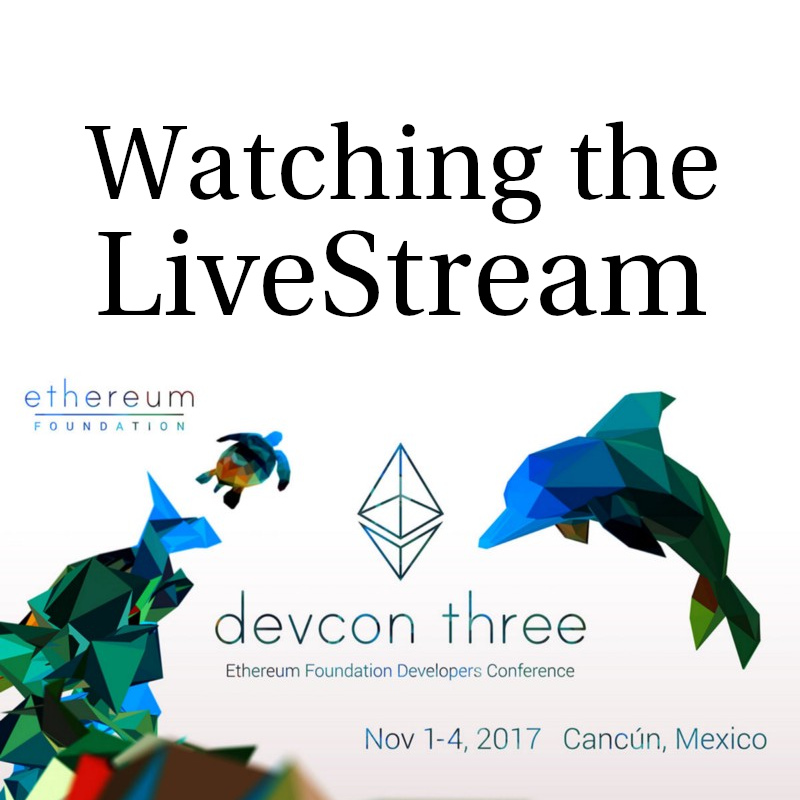 Watching the
LiveStream
ethereum
FOUNDATION
devcon three
Ethereum Foundation Developers Conference
Nov 1-4, 2017 Cancún, Mexico